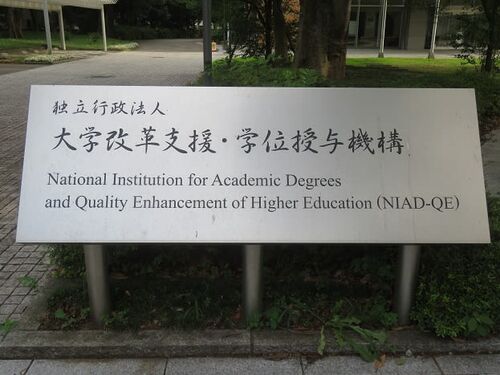 独立行政法人
大学改革支援・学位授与機構
National Institution for Academic Degrees
and Quality Enhancement of Higher Education (NIAD-QE)